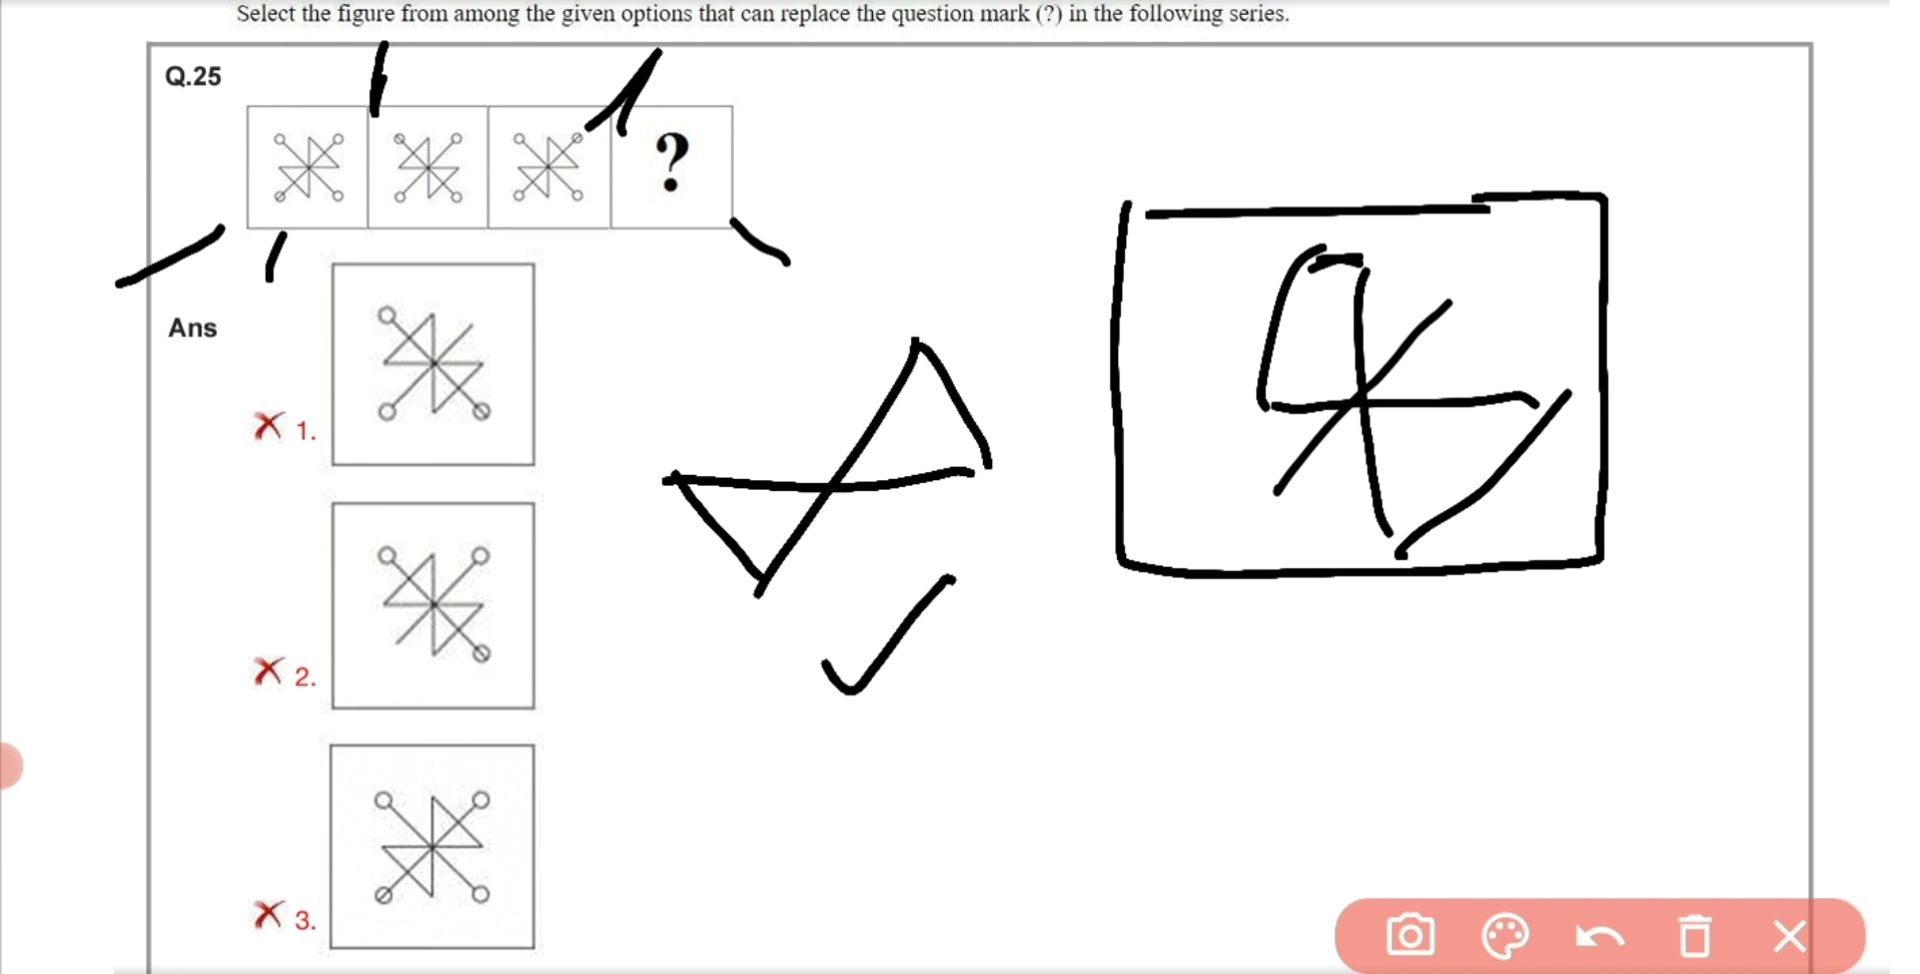 Select the figure from among the given options that can replace the question mark (?) in the following series.
Q.25
?
Ans
1.
2.
3.